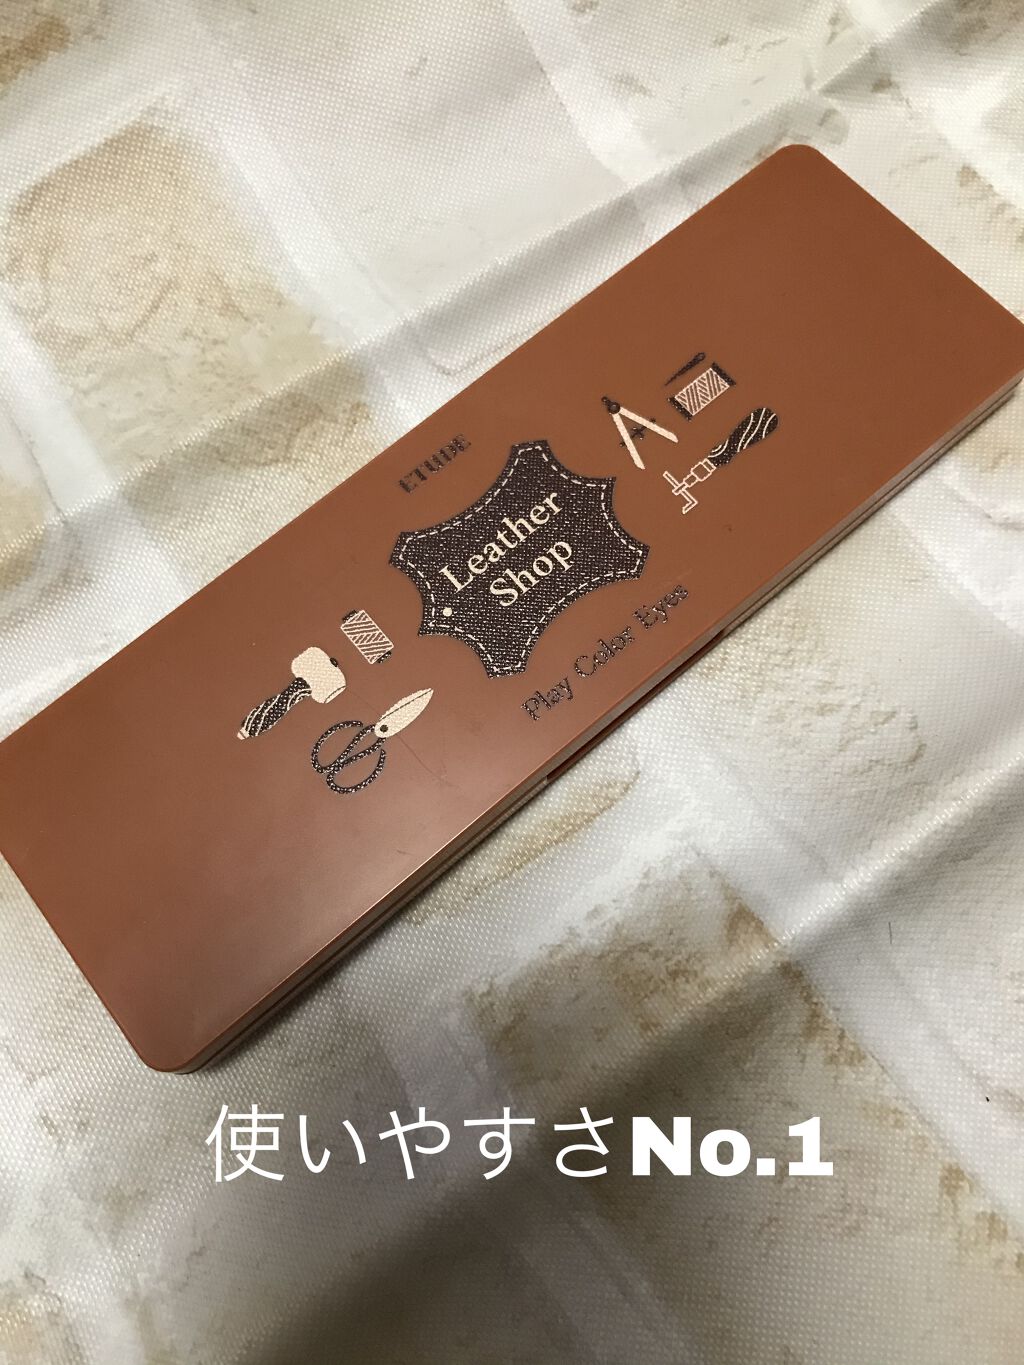 ETUDE
Leather
Shop
Play Color Eyes
使いやすさNo.1